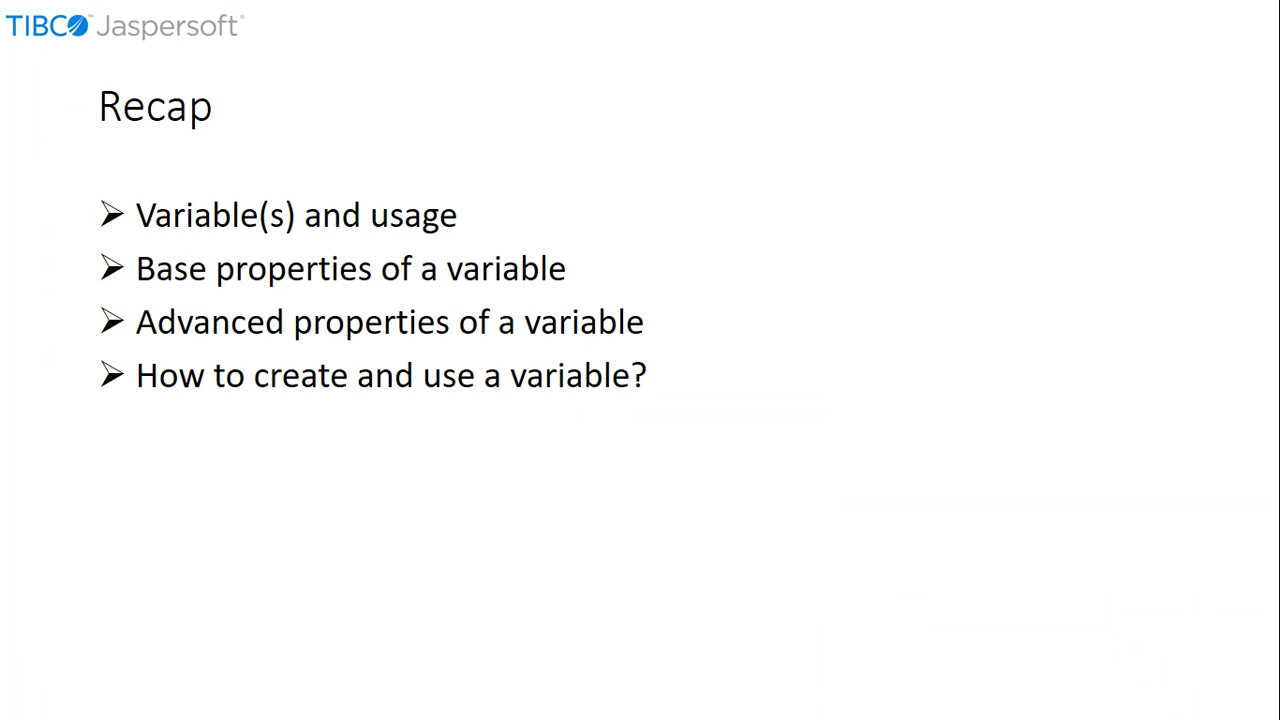 TIBCO™ Jaspersoft®
Recap
➢ Variable(s) and usage
➢ Base properties of a variable
➢ Advanced properties of a variable
➢ How to create and use a variable?